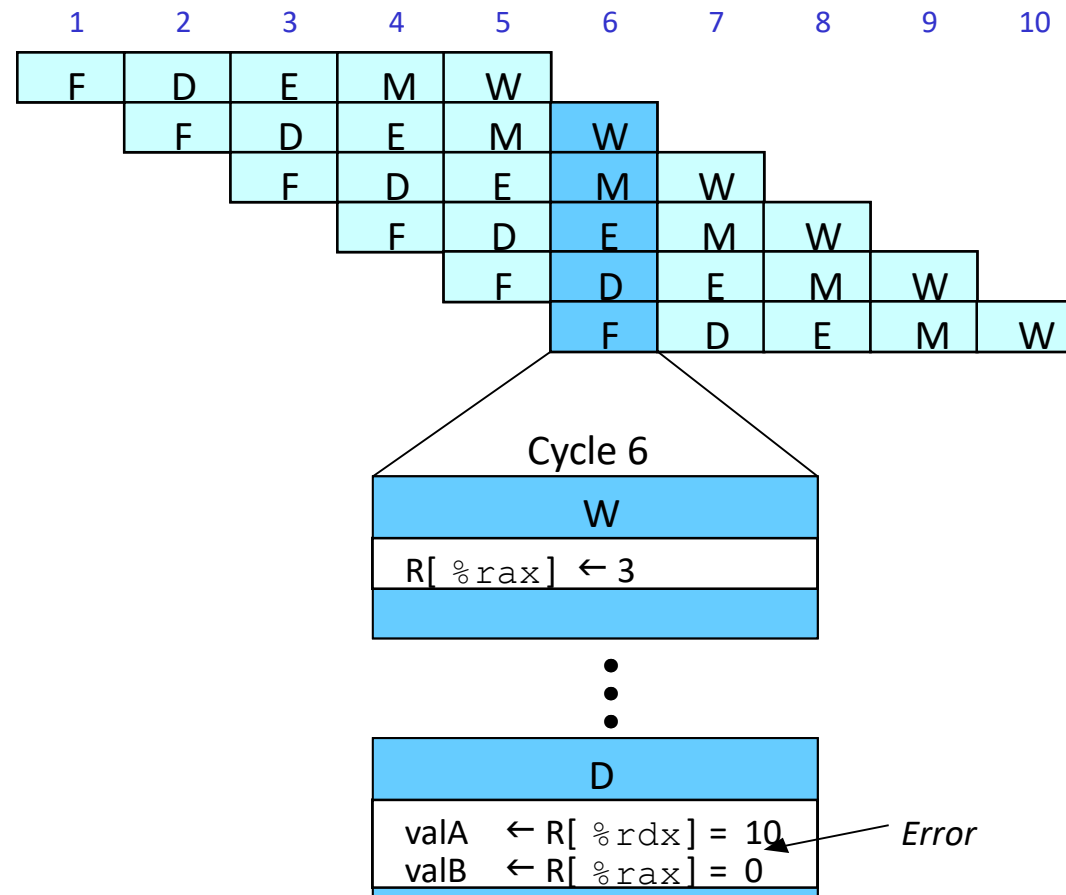 1 2 3 4 5 6 7 8 9 10
F D E M W
F D E M W
F D E M W
F D E M W
F D E M W
F D E M W
Cycle 6
W
R[ %rax] ← 3
D
valA ← R[ %rdx] = 10
Error
valB ← R[ %rax] = 0